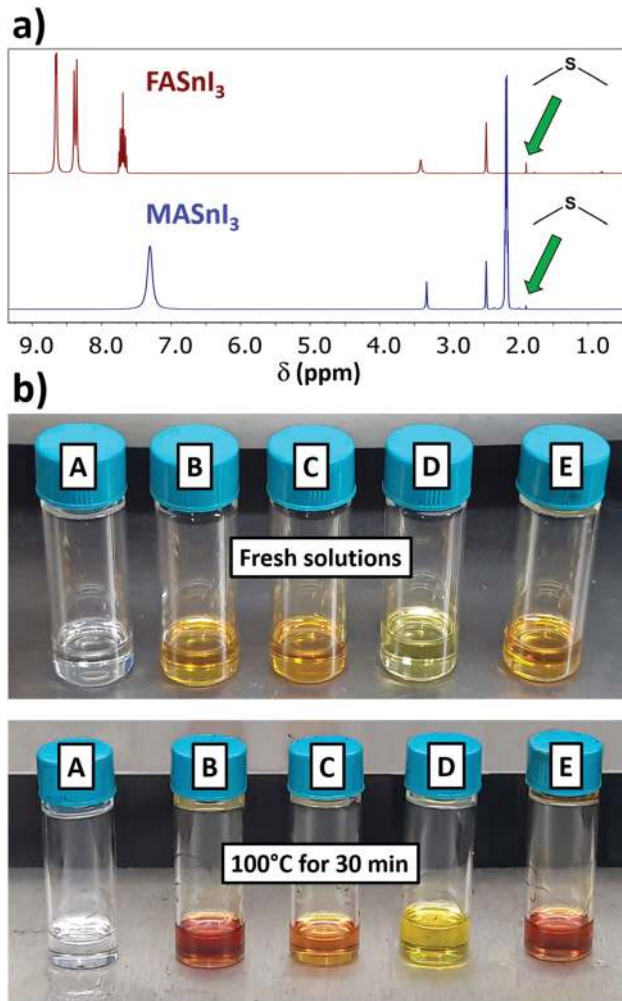 a)
FASnI₃
S
MASnI₃
S
9.0 8.0 7.0 6.0 5.0 4.0 3.0 2.0 1.0
δ (ppm)
b)
A B C D E
Fresh solutions
A B C D E
100°C for 30 min